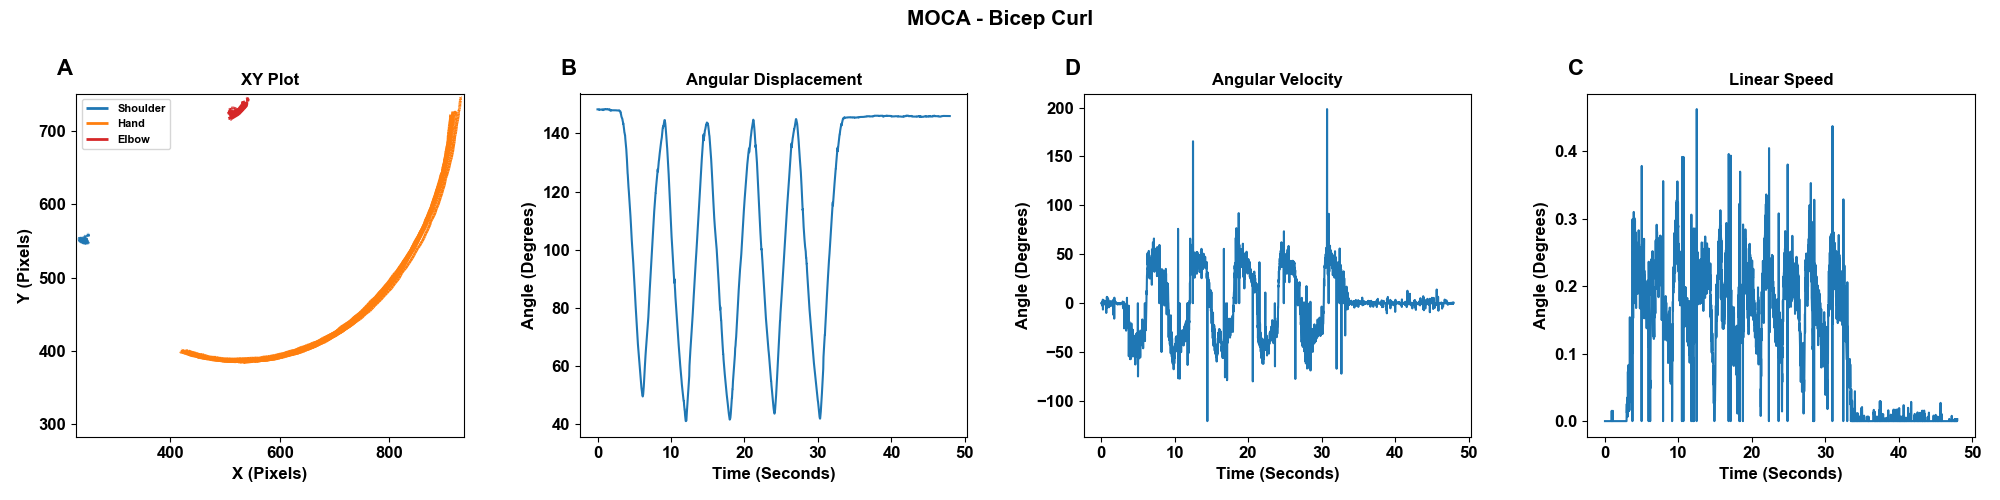 MOCA - Bicep Curl
A
XY Plot
Shoulder
Hand
Elbow
700
600
500
400
300
400
600
800
Y (Pixels)
X (Pixels)
B
Angular Displacement
140
120
100
80
60
40
0
10
20
30
40
50
Angle (Degrees)
Time (Seconds)
D
Angular Velocity
200
150
100
50
0
−50
−100
0
10
20
30
40
50
Angle (Degrees)
Time (Seconds)
C
Linear Speed
0.4
0.3
0.2
0.1
0.0
0
10
20
30
40
50
Angle (Degrees)
Time (Seconds)